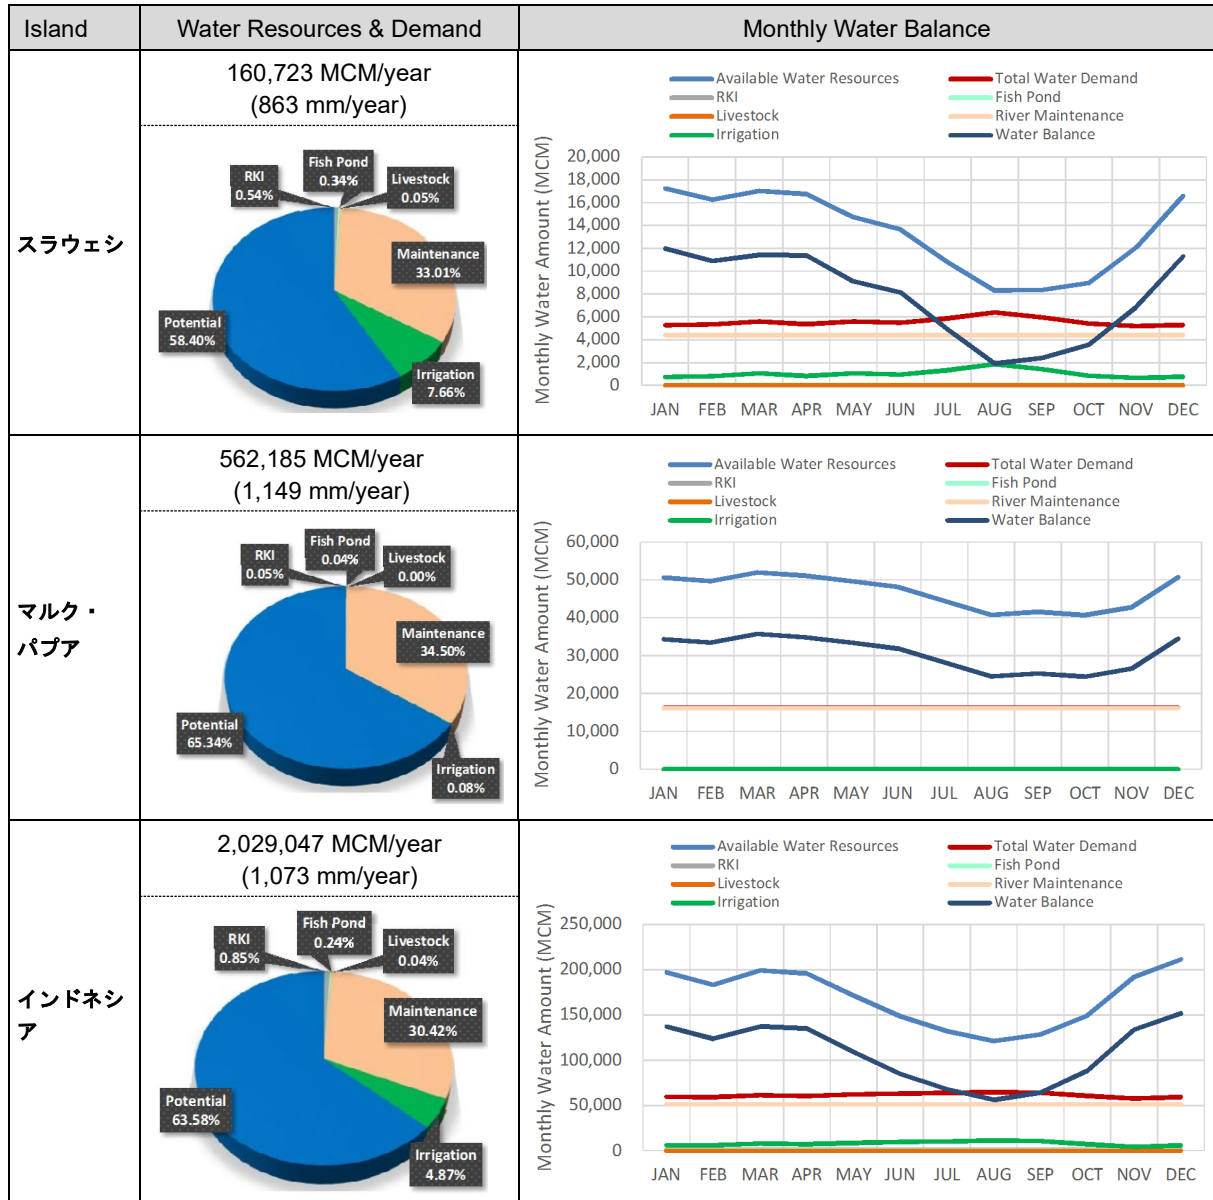 Island
Water Resources & Demand
Monthly Water Balance
スラウェシ
160,723 MCM/year
(863 mm/year)
RKI
0.54%
Fish Pond
0.34%
Livestock
0.05%
Maintenance
33.01%
Potential
58.40%
Irrigation
7.66%
Available Water Resources
Total Water Demand
RKI
Fish Pond
Livestock
River Maintenance
Irrigation
Water Balance
Monthly Water Amount (MCM)
20,000
18,000
16,000
14,000
12,000
10,000
8,000
6,000
4,000
2,000
0
JAN FEB MAR APR MAY JUN JUL AUG SEP OCT NOV DEC
マルク・
パプア
562,185 MCM/year
(1,149 mm/year)
RKI
0.05%
Fish Pond
0.04%
Livestock
0.00%
Maintenance
34.50%
Potential
65.34%
Irrigation
0.08%
Available Water Resources
Total Water Demand
RKI
Fish Pond
Livestock
River Maintenance
Irrigation
Water Balance
Monthly Water Amount (MCM)
60,000
50,000
40,000
30,000
20,000
10,000
0
JAN FEB MAR APR MAY JUN JUL AUG SEP OCT NOV DEC
インドネシ
ア
2,029,047 MCM/year
(1,073 mm/year)
RKI
0.85%
Fish Pond
0.24%
Livestock
0.04%
Maintenance
30.42%
Potential
63.58%
Irrigation
4.87%
Available Water Resources
Total Water Demand
RKI
Fish Pond
Livestock
River Maintenance
Irrigation
Water Balance
Monthly Water Amount (MCM)
250,000
200,000
150,000
100,000
50,000
0
JAN FEB MAR APR MAY JUN JUL AUG SEP OCT NOV DEC